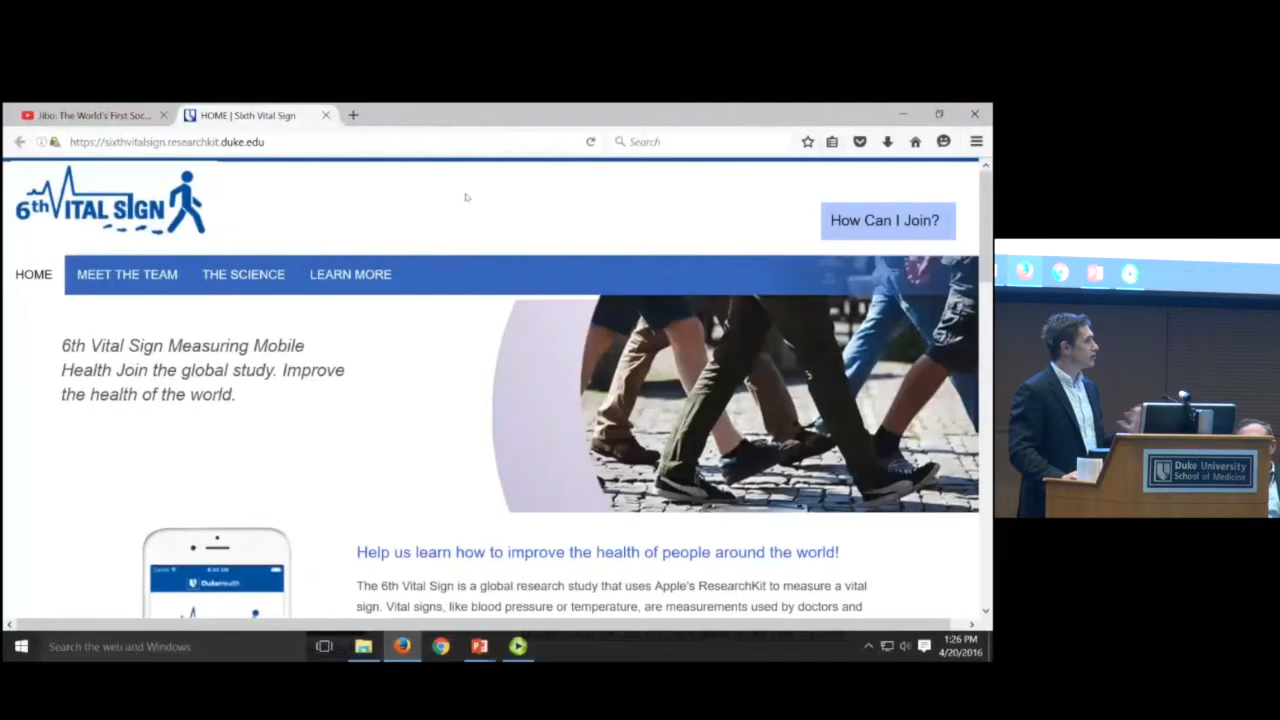 Jibo: The World's First Soc...
HOME | Sixth Vital Sign
https://sixthvitalsign.researchkit.duke.edu
Search
6th VITAL SIGN
How Can I Join?
HOME
MEET THE TEAM
THE SCIENCE
LEARN MORE
6th Vital Sign Measuring Mobile
Health Join the global study. Improve
the health of the world.
DukeHealth
Help us learn how to improve the health of people around the world!
The 6th Vital Sign is a global research study that uses Apple's ResearchKit to measure a vital
sign. Vital signs, like blood pressure or temperature, are measurements used by doctors and
Search the web and Windows
1:26 PM
4/20/2016
Duke University
School of Medicine